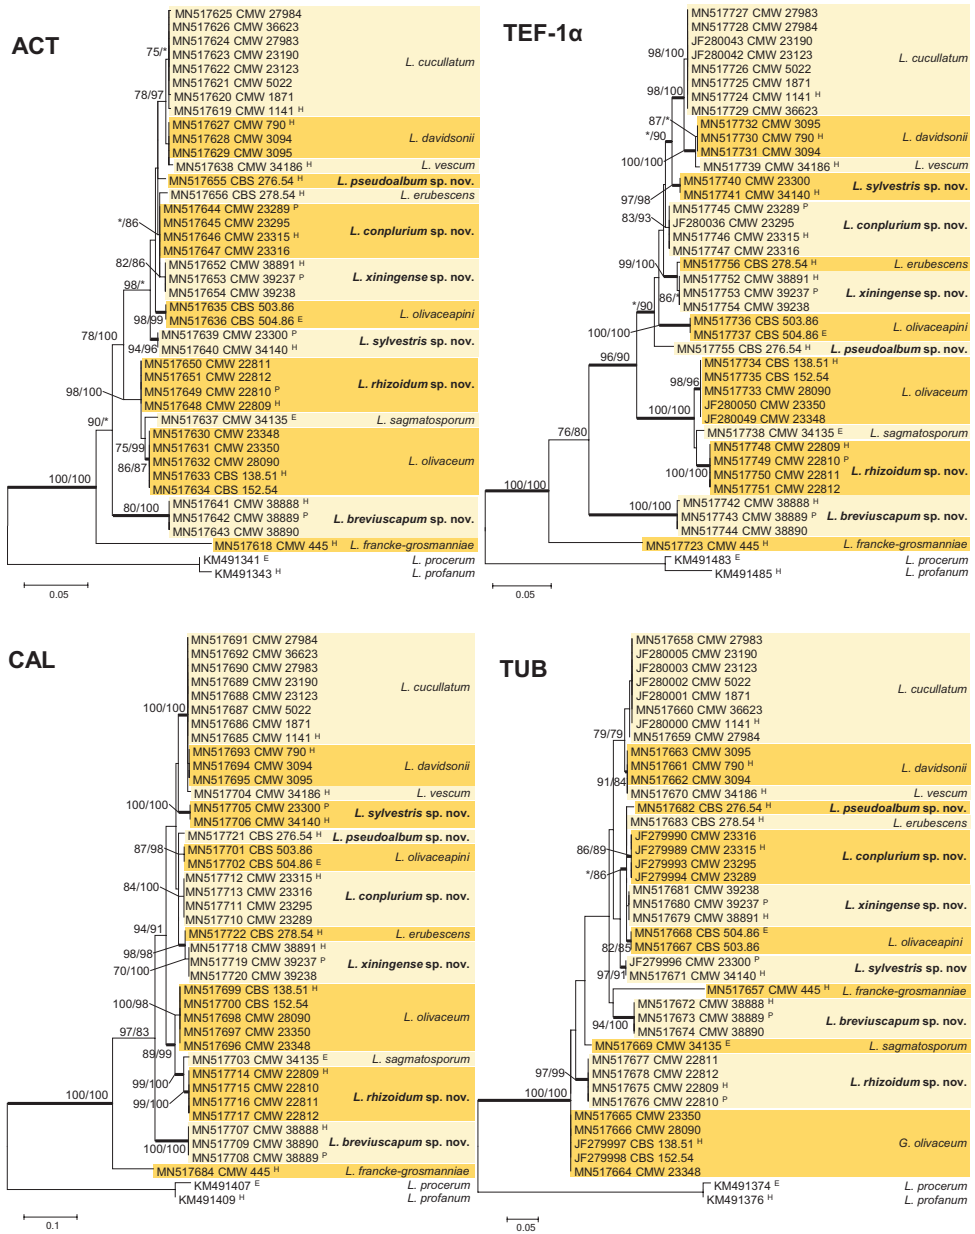 ACT
MN517625 CMW 27984
MN517626 CMW 36623
MN517624 CMW 27983
MN517623 CMW 23190
MN517622 CMW 23123
MN517621 CMW 5022
MN517620 CMW 1871
MN517619 CMW 1141 H
L. cucullatum
MN517627 CMW 790 H
MN517628 CMW 3094
MN517629 CMW 3095
L. davidsonii
MN517638 CMW 34186 H
L. vescum
MN517655 CBS 276.54 H
L. pseudoalbum sp. nov.
MN517656 CBS 278.54 H
L. erubescens
MN517644 CMW 23289 P
MN517645 CMW 23295
MN517646 CMW 23315 H
MN517647 CMW 23316
L. conplurium sp. nov.
MN517652 CMW 38891 H
MN517653 CMW 39237 P
MN517654 CMW 39238
L. xiningense sp. nov.
MN517635 CBS 503.86
MN517636 CBS 504.86 E
L. olivaceapini
MN517639 CMW 23300 P
MN517640 CMW 34140 H
L. sylvestris sp. nov.
MN517650 CMW 22811
MN517651 CMW 22812
MN517649 CMW 22810 P
MN517648 CMW 22809 H
L. rhizoidum sp. nov.
MN517637 CMW 34135 E
L. sagmatosporum
MN517630 CMW 23348
MN517631 CMW 23350
MN517632 CMW 28090
MN517633 CBS 138.51 H
MN517634 CBS 152.54
L. olivaceum
MN517641 CMW 38888 H
MN517642 CMW 38889 P
MN517643 CMW 38890
L. breviuscapum sp. nov.
MN517618 CMW 445 H
L. francke-grosmanniae
KM491341 E
L. procerum
KM491343 H
L. profanum
75/*
78/97
*/86
82/86
98/*
98/99
78/100
94/96
98/100
90/*
75/99
86/87
100/100
80/100
0.05
TEF-1α
MN517727 CMW 27983
MN517728 CMW 27984
JF280043 CMW 23190
JF280042 CMW 23123
MN517726 CMW 5022
MN517725 CMW 1871
MN517724 CMW 1141 H
MN517729 CMW 36623
L. cucullatum
MN517732 CMW 3095
MN517730 CMW 790 H
MN517731 CMW 3094
L. davidsonii
MN517739 CMW 34186 H
L. vescum
MN517740 CMW 23300
MN517741 CMW 34140 H
L. sylvestris sp. nov.
MN517745 CMW 23289 P
JF280036 CMW 23295
MN517746 CMW 23315 H
MN517747 CMW 23316
L. conplurium sp. nov.
MN517756 CBS 278.54 H
L. erubescens
MN517752 CMW 38891 H
MN517753 CMW 39237 P
MN517754 CMW 39238
L. xiningense sp. nov.
MN517736 CBS 503.86
MN517737 CBS 504.86 E
L. olivaceapini
MN517755 CBS 276.54 H
L. pseudoalbum sp. nov.
MN517734 CBS 138.51 H
MN517735 CBS 152.54
MN517733 CMW 28090
JF280050 CMW 23350
JF280049 CMW 23348
L. olivaceum
MN517738 CMW 34135 E
L. sagmatosporum
MN517748 CMW 22809 H
MN517749 CMW 22810 P
MN517750 CMW 22811
MN517751 CMW 22812
L. rhizoidum sp. nov.
MN517742 CMW 38888 H
MN517743 CMW 38889 P
MN517744 CMW 38890
L. breviuscapum sp. nov.
MN517723 CMW 445 H
L. francke-grosmanniae
KM491483 E
L. procerum
KM491485 H
L. profanum
98/100
98/100
87/*
*/90
100/100
97/98
83/93
99/100
86/*
*/90
100/100
96/90
98/96
100/100
76/80
100/100
100/100
100/100
0.05
CAL
MN517691 CMW 27984
MN517692 CMW 36623
MN517690 CMW 27983
MN517689 CMW 23190
MN517688 CMW 23123
MN517687 CMW 5022
MN517686 CMW 1871
MN517685 CMW 1141 H
L. cucullatum
MN517693 CMW 790 H
MN517694 CMW 3094
MN517695 CMW 3095
L. davidsonii
MN517704 CMW 34186 H
L. vescum
MN517705 CMW 23300 P
MN517706 CMW 34140 H
L. sylvestris sp. nov.
MN517721 CBS 276.54 H
L. pseudoalbum sp. nov.
MN517701 CBS 503.86
MN517702 CBS 504.86 E
L. olivaceapini
MN517712 CMW 23315 H
MN517713 CMW 23316
MN517711 CMW 23295
MN517710 CMW 23289
L. conplurium sp. nov.
MN517722 CBS 278.54 H
L. erubescens
MN517718 CMW 38891 H
MN517719 CMW 39237 P
MN517720 CMW 39238
L. xiningense sp. nov.
MN517699 CBS 138.51 H
MN517700 CBS 152.54
MN517698 CMW 28090
MN517697 CMW 23350
MN517696 CMW 23348
L. olivaceum
MN517703 CMW 34135 E
L. sagmatosporum
MN517714 CMW 22809 H
MN517715 CMW 22810
MN517716 CMW 22811
MN517717 CMW 22812
L. rhizoidum sp. nov.
MN517707 CMW 38888 H
MN517709 CMW 38890
MN517708 CMW 38889 P
L. breviuscapum sp. nov.
MN517684 CMW 445 H
L. francke-grosmanniae
KM491407 E
L. procerum
KM491409 H
L. profanum
100/100
100/100
87/98
84/100
94/91
98/98
70/100
100/98
97/83
89/99
99/100
99/100
100/100
100/100
0.1
TUB
MN517658 CMW 27983
JF280005 CMW 23190
JF280003 CMW 23123
JF280002 CMW 5022
JF280001 CMW 1871
MN517660 CMW 36623
JF280000 CMW 1141 H
MN517659 CMW 27984
L. cucullatum
MN517663 CMW 3095
MN517661 CMW 790 H
MN517662 CMW 3094
L. davidsonii
MN517670 CMW 34186 H
L. vescum
MN517682 CBS 276.54 H
L. pseudoalbum sp. nov.
MN517683 CBS 278.54 H
L. erubescens
JF279990 CMW 23316
JF279989 CMW 23315 H
JF279993 CMW 23295
JF279994 CMW 23289
L. conplurium sp. nov.
MN517681 CMW 39238
MN517680 CMW 39237 P
MN517679 CMW 38891 H
L. xiningense sp. nov.
MN517668 CBS 504.86 E
MN517667 CBS 503.86
L. olivaceapini
JF279996 CMW 23300 P
MN517671 CMW 34140 H
L. sylvestris sp. nov
MN517657 CMW 445 H
L. francke-grosmanniae
MN517672 CMW 38888 H
MN517673 CMW 38889 P
MN517674 CMW 38890
L. breviuscapum sp. nov.
MN517669 CMW 34135 E
L. sagmatosporum
MN517677 CMW 22811
MN517678 CMW 22812
MN517675 CMW 22809 H
MN517676 CMW 22810 P
L. rhizoidum sp. nov.
MN517665 CMW 23350
MN517666 CMW 28090
JF279997 CBS 138.51 H
JF279998 CBS 152.54
MN517664 CMW 23348
G. olivaceum
KM491374 E
L. procerum
KM491376 H
L. profanum
79/79
91/84
86/89
*/86
82/85
97/91
94/100
97/99
100/100
0.05